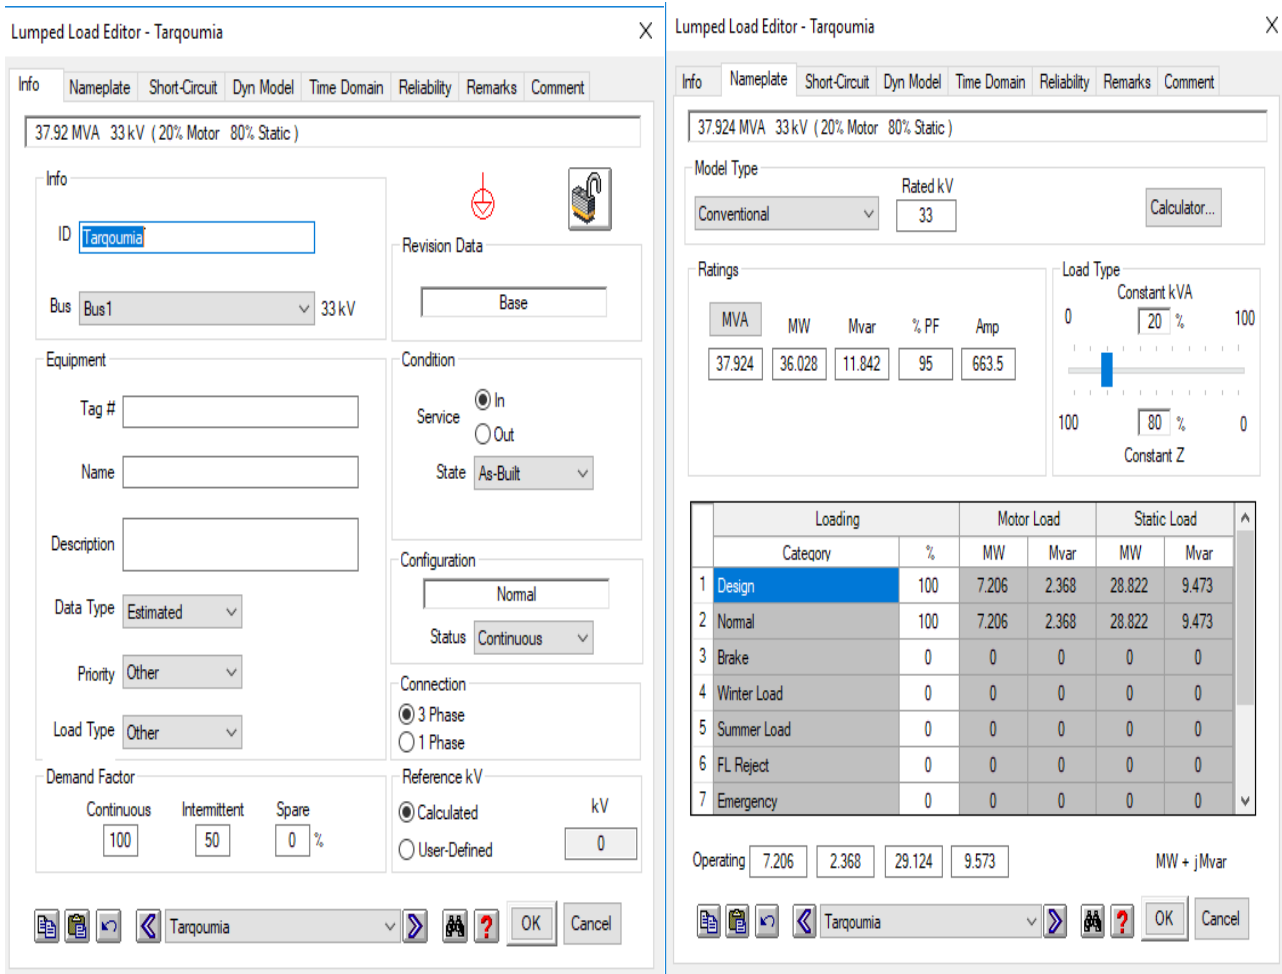 Lumped Load Editor - Tarqoumia
X
Info Nameplate Short-Circuit Dyn Model Time Domain Reliability Remarks Comment
37.92 MVA 33 kV ( 20% Motor 80% Static )
Info
ID Tarqoumia
Bus Bus1 33 kV
Revision Data
Base
Equipment
Tag #
Name
Description
Data Type Estimated
Priority Other
Load Type Other
Condition
Service In
Out
State As-Built
Configuration
Normal
Status Continuous
Connection
3 Phase
1 Phase
Demand Factor
Continuous Intermittent Spare
100 50 0 %
Reference kV
Calculated kV
User-Defined 0
Tarqoumia ? OK Cancel
Lumped Load Editor - Tarqoumia
X
Info Nameplate Short-Circuit Dyn Model Time Domain Reliability Remarks Comment
37.924 MVA 33 kV ( 20% Motor 80% Static )
Model Type
Rated kV
Conventional 33 Calculator...
Ratings
MVA MW Mvar % PF Amp
37.924 36.028 11.842 95 663.5
Load Type
Constant kVA
0 20 % 100
100 80 % 0
Constant Z
Loading Motor Load Static Load
Category % MW Mvar MW Mvar
1 Design 100 7.206 2.368 28.822 9.473
2 Normal 100 7.206 2.368 28.822 9.473
3 Brake 0 0 0 0 0
4 Winter Load 0 0 0 0 0
5 Summer Load 0 0 0 0 0
6 FL Reject 0 0 0 0 0
7 Emergency 0 0 0 0 0
Operating 7.206 2.368 29.124 9.573 MW + jMvar
Tarqoumia ? OK Cancel